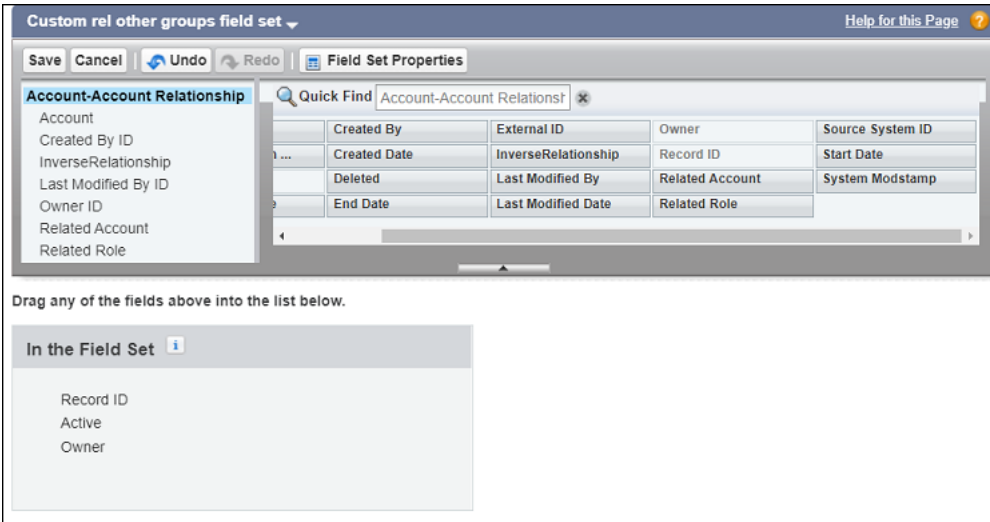 Custom rel other groups field set
Help for this Page ?
Save Cancel Undo Redo Field Set Properties
Account-Account Relationship
Account
Created By ID
InverseRelationship
Last Modified By ID
Owner ID
Related Account
Related Role
Quick Find Account-Account Relationsh
Created By External ID Owner Source System ID
n ... Created Date InverseRelationship Record ID Start Date
Deleted Last Modified By Related Account System Modstamp
End Date Last Modified Date Related Role
Drag any of the fields above into the list below.
In the Field Set i
Record ID
Active
Owner